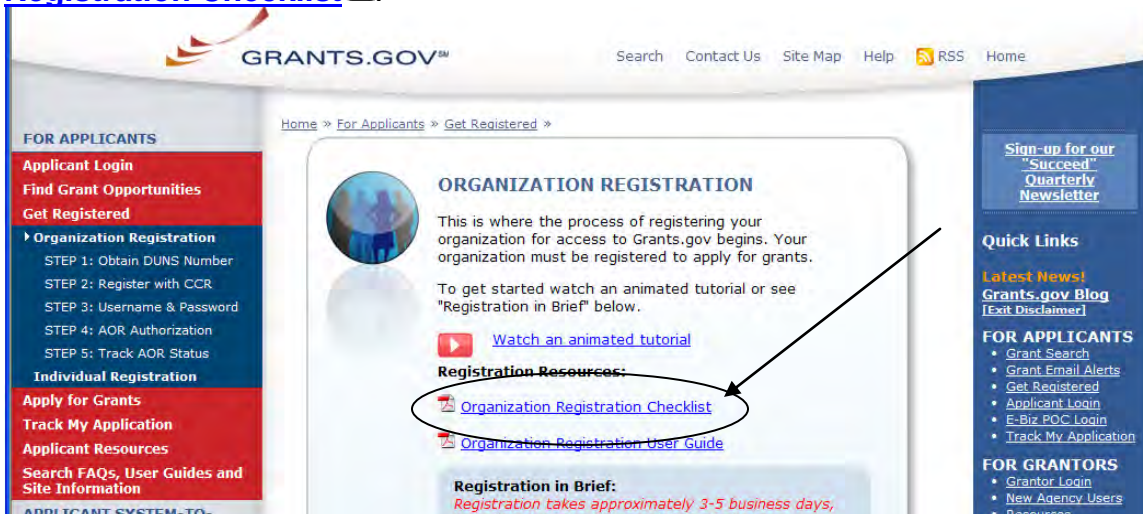 Registration Checklist
GRANTS.GOV℠
Search Contact Us Site Map Help RSS Home
FOR APPLICANTS
Applicant Login
Find Grant Opportunities
Get Registered
Organization Registration
STEP 1: Obtain DUNS Number
STEP 2: Register with CCR
STEP 3: Username & Password
STEP 4: AOR Authorization
STEP 5: Track AOR Status
Individual Registration
Apply for Grants
Track My Application
Applicant Resources
Search FAQs, User Guides and
Site Information
APPLICANT SYSTEM-TO-
Home » For Applicants » Get Registered »
ORGANIZATION REGISTRATION
This is where the process of registering your
organization for access to Grants.gov begins. Your
organization must be registered to apply for grants.
To get started watch an animated tutorial or see
"Registration in Brief" below.
Watch an animated tutorial
Registration Resources:
Organization Registration Checklist
Organization Registration User Guide
Registration in Brief:
Registration takes approximately 3-5 business days,
Sign-up for our
"Succeed"
Quarterly
Newsletter
Quick Links
Latest News!
Grants.gov Blog
[Exit Disclaimer]
FOR APPLICANTS
• Grant Search
• Grant Email Alerts
• Get Registered
• Applicant Login
• E-Biz POC Login
• Track My Application
FOR GRANTORS
• Grantor Login
• New Agency Users
• Resources